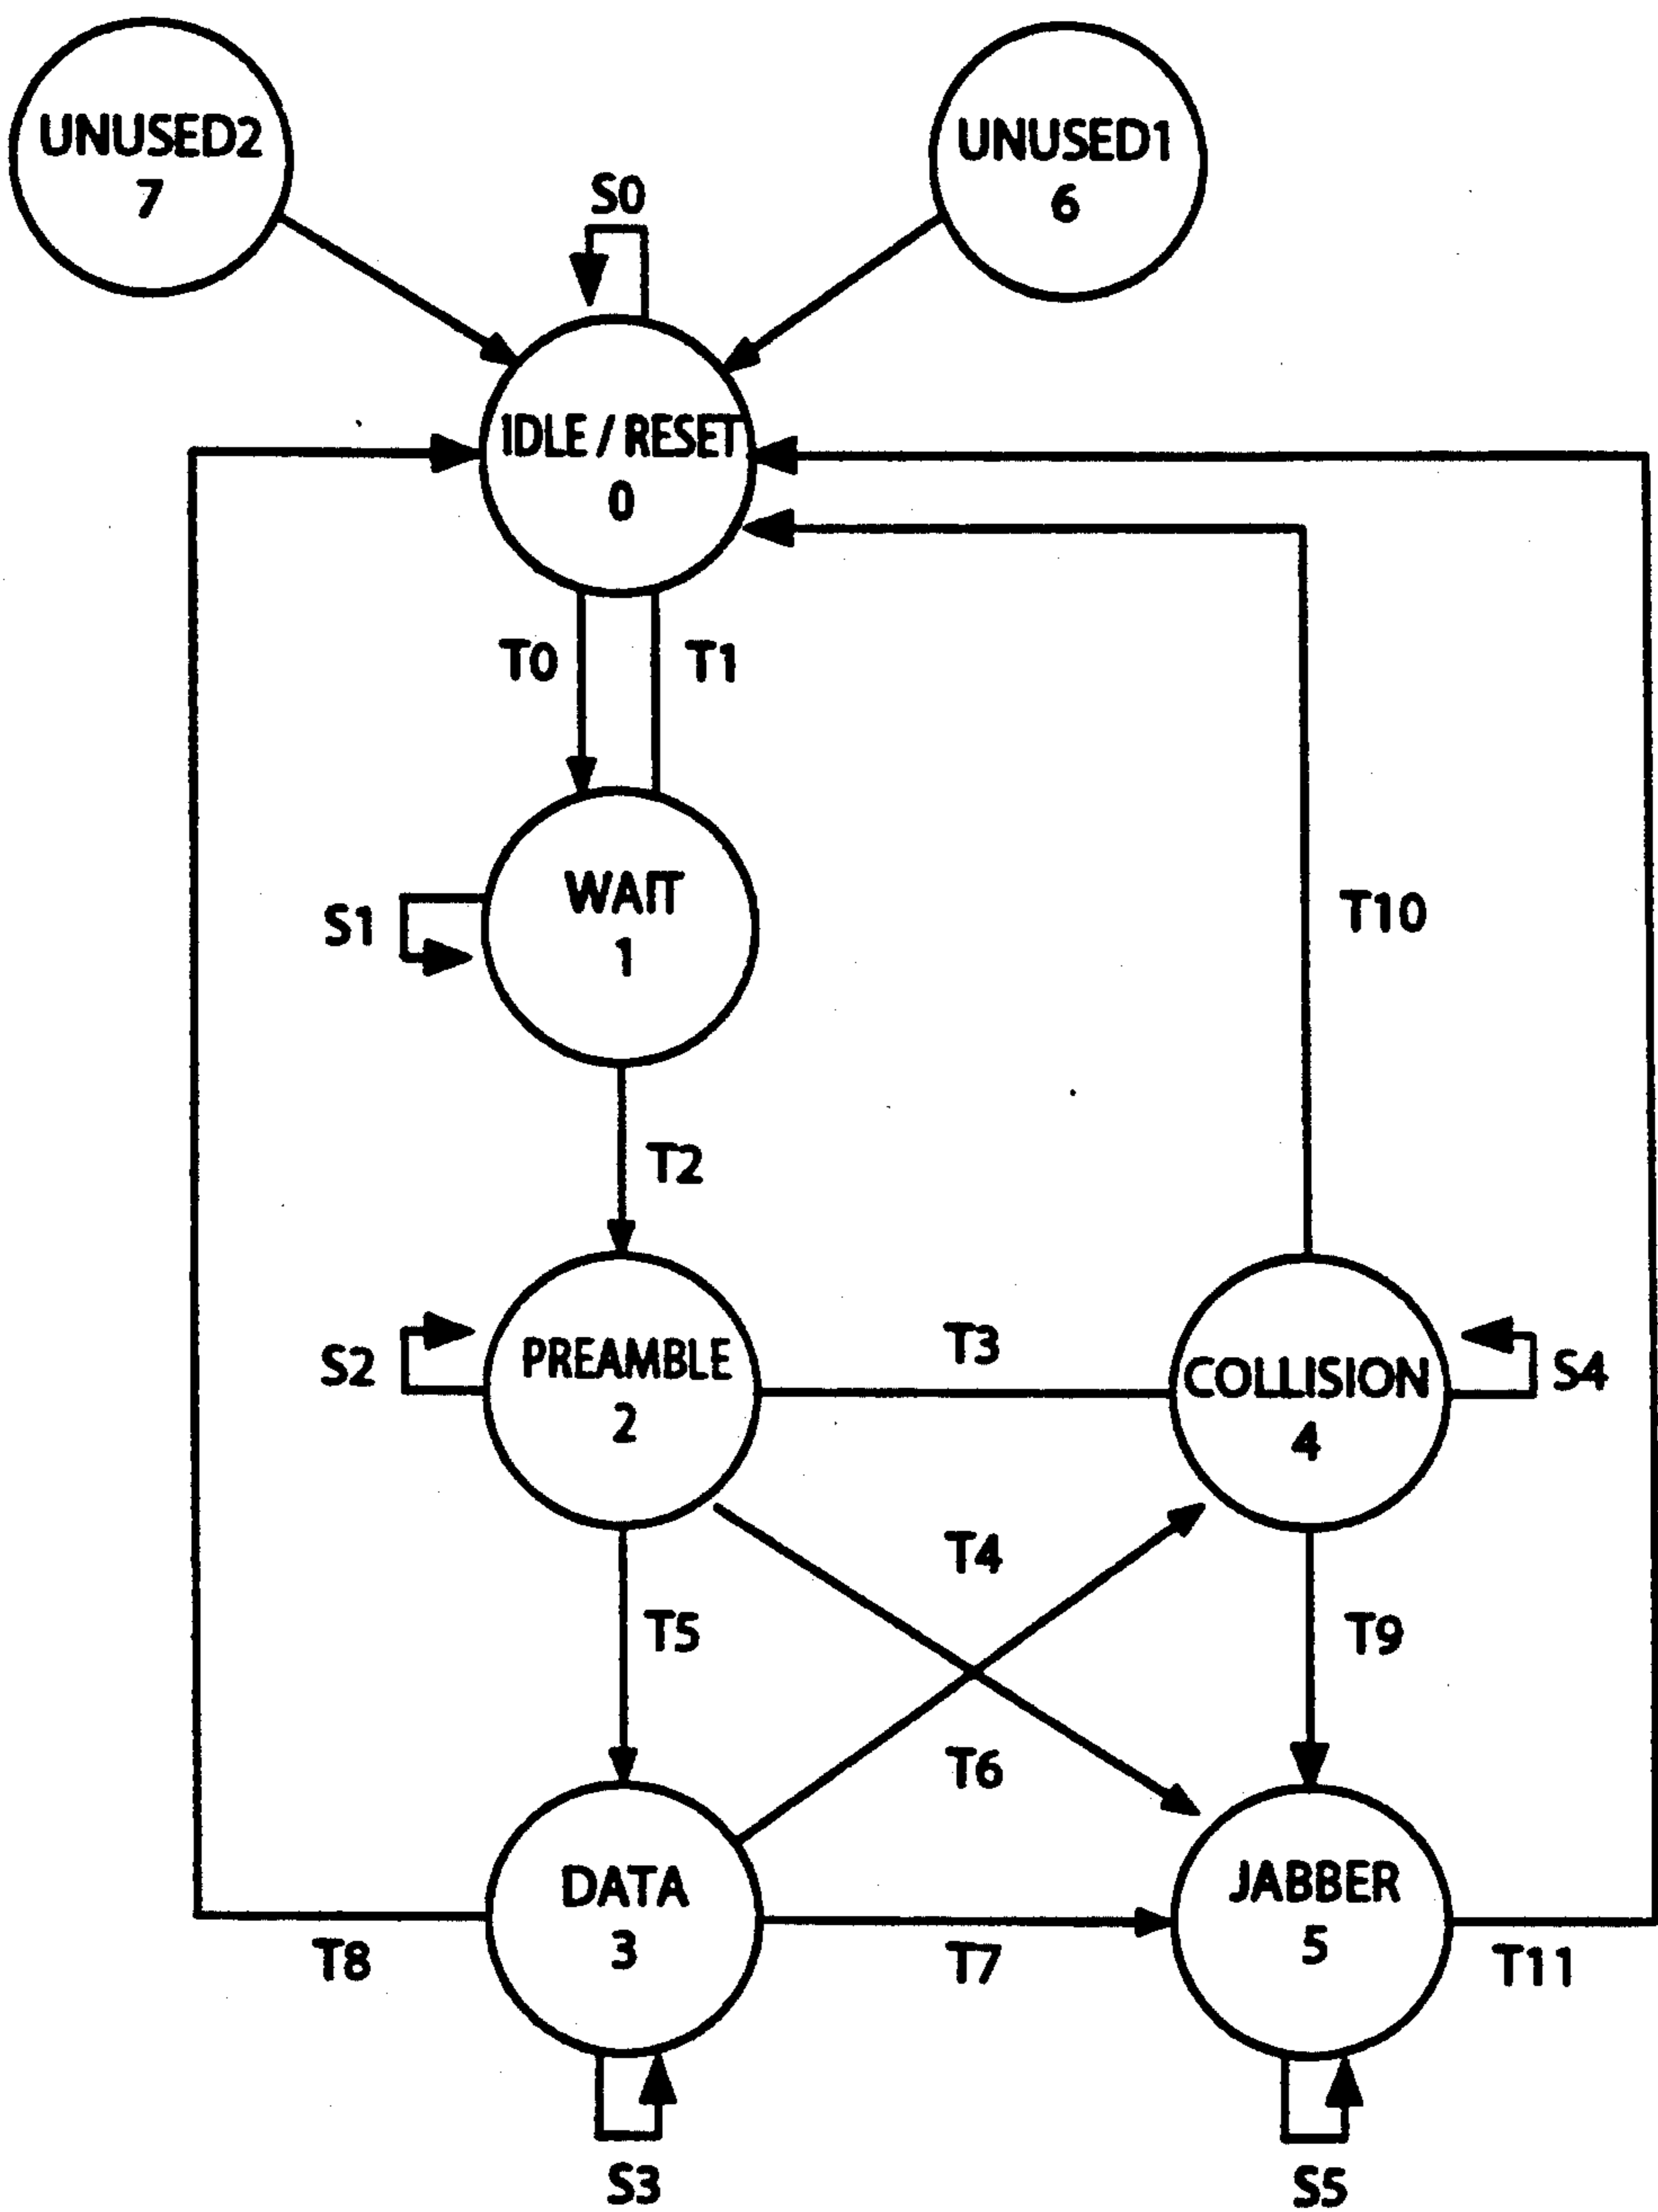 UNUSED2
7
UNUSED1
6
S0
IDLE / RESET
0
T0
T1
WAIT
1
S1
T10
T2
PREAMBLE
2
S2
T3
COLLISION
4
S4
T4
T5
T9
T6
DATA
3
JABBER
5
T8
T7
T11
S3
S5